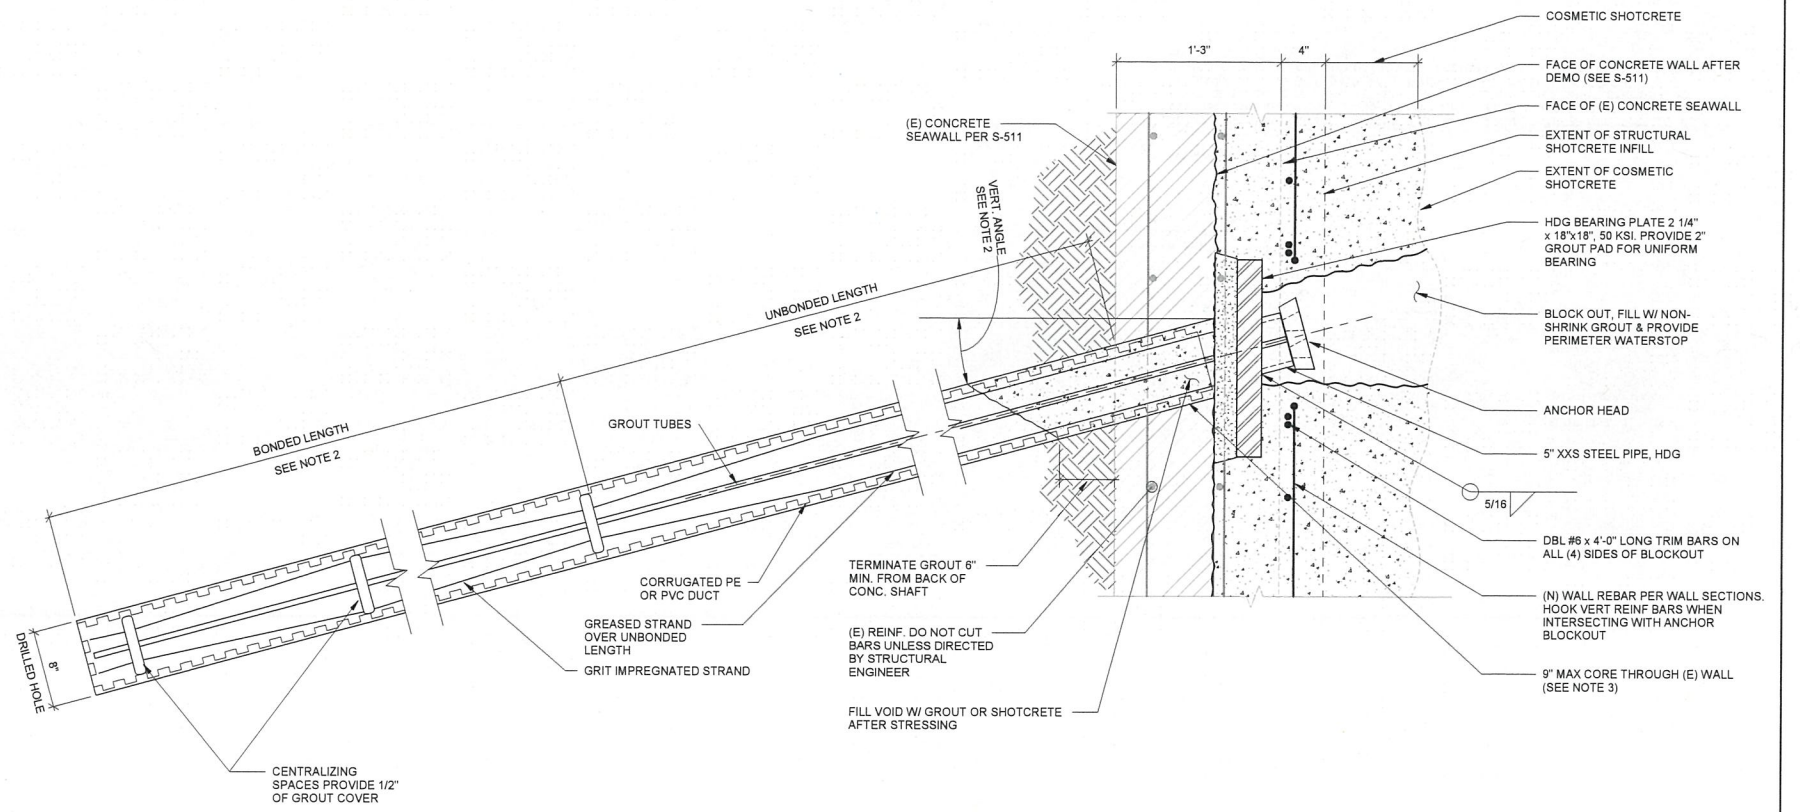 COSMETIC SHOTCRETE
1'-3"
4"
FACE OF CONCRETE WALL AFTER
DEMO (SEE S-511)
FACE OF (E) CONCRETE SEAWALL
(E) CONCRETE
SEAWALL PER S-511
EXTENT OF STRUCTURAL
SHOTCRETE INFILL
EXTENT OF COSMETIC
SHOTCRETE
VERT. ANGLE
SEE NOTE 2
HDG BEARING PLATE 2 1/4"
x 18"x18", 50 KSI. PROVIDE 2"
GROUT PAD FOR UNIFORM
BEARING
UNBONDED LENGTH
SEE NOTE 2
BLOCK OUT, FILL W/ NON-
SHRINK GROUT & PROVIDE
PERIMETER WATERSTOP
BONDED LENGTH
SEE NOTE 2
GROUT TUBES
ANCHOR HEAD
5" XXS STEEL PIPE, HDG
5/16
DBL #6 x 4'-0" LONG TRIM BARS ON
ALL (4) SIDES OF BLOCKOUT
TERMINATE GROUT 6"
MIN. FROM BACK OF
CONC. SHAFT
CORRUGATED PE
OR PVC DUCT
(N) WALL REBAR PER WALL SECTIONS.
HOOK VERT REINF BARS WHEN
INTERSECTING WITH ANCHOR
BLOCKOUT
GREASED STRAND
OVER UNBONDED
LENGTH
(E) REINF. DO NOT CUT
BARS UNLESS DIRECTED
BY STRUCTURAL
ENGINEER
GRIT IMPREGNATED STRAND
8"
DRILLED HOLE
9" MAX CORE THROUGH (E) WALL
(SEE NOTE 3)
FILL VOID W/ GROUT OR SHOTCRETE
AFTER STRESSING
CENTRALIZING
SPACES PROVIDE 1/2"
OF GROUT COVER